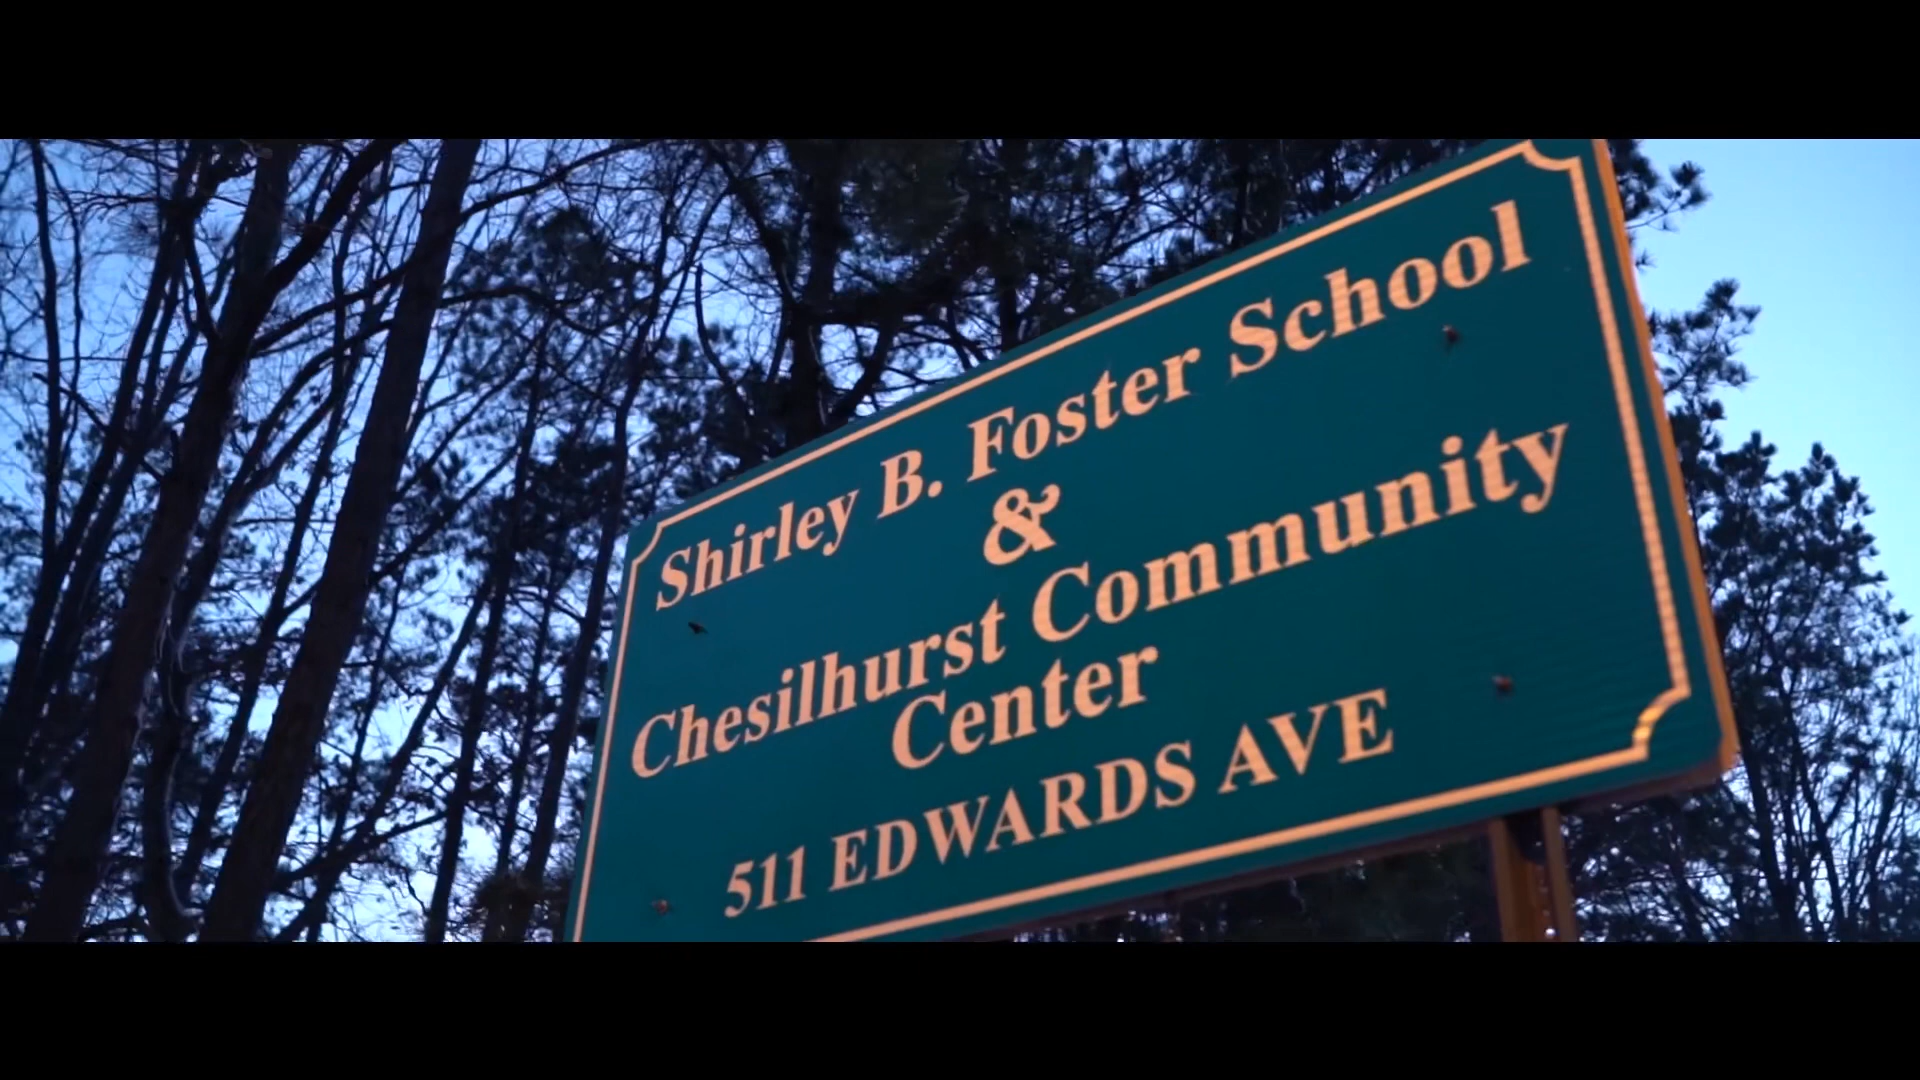 Shirley B. Foster School
&
Chesilhurst Community
Center
511 EDWARDS AVE